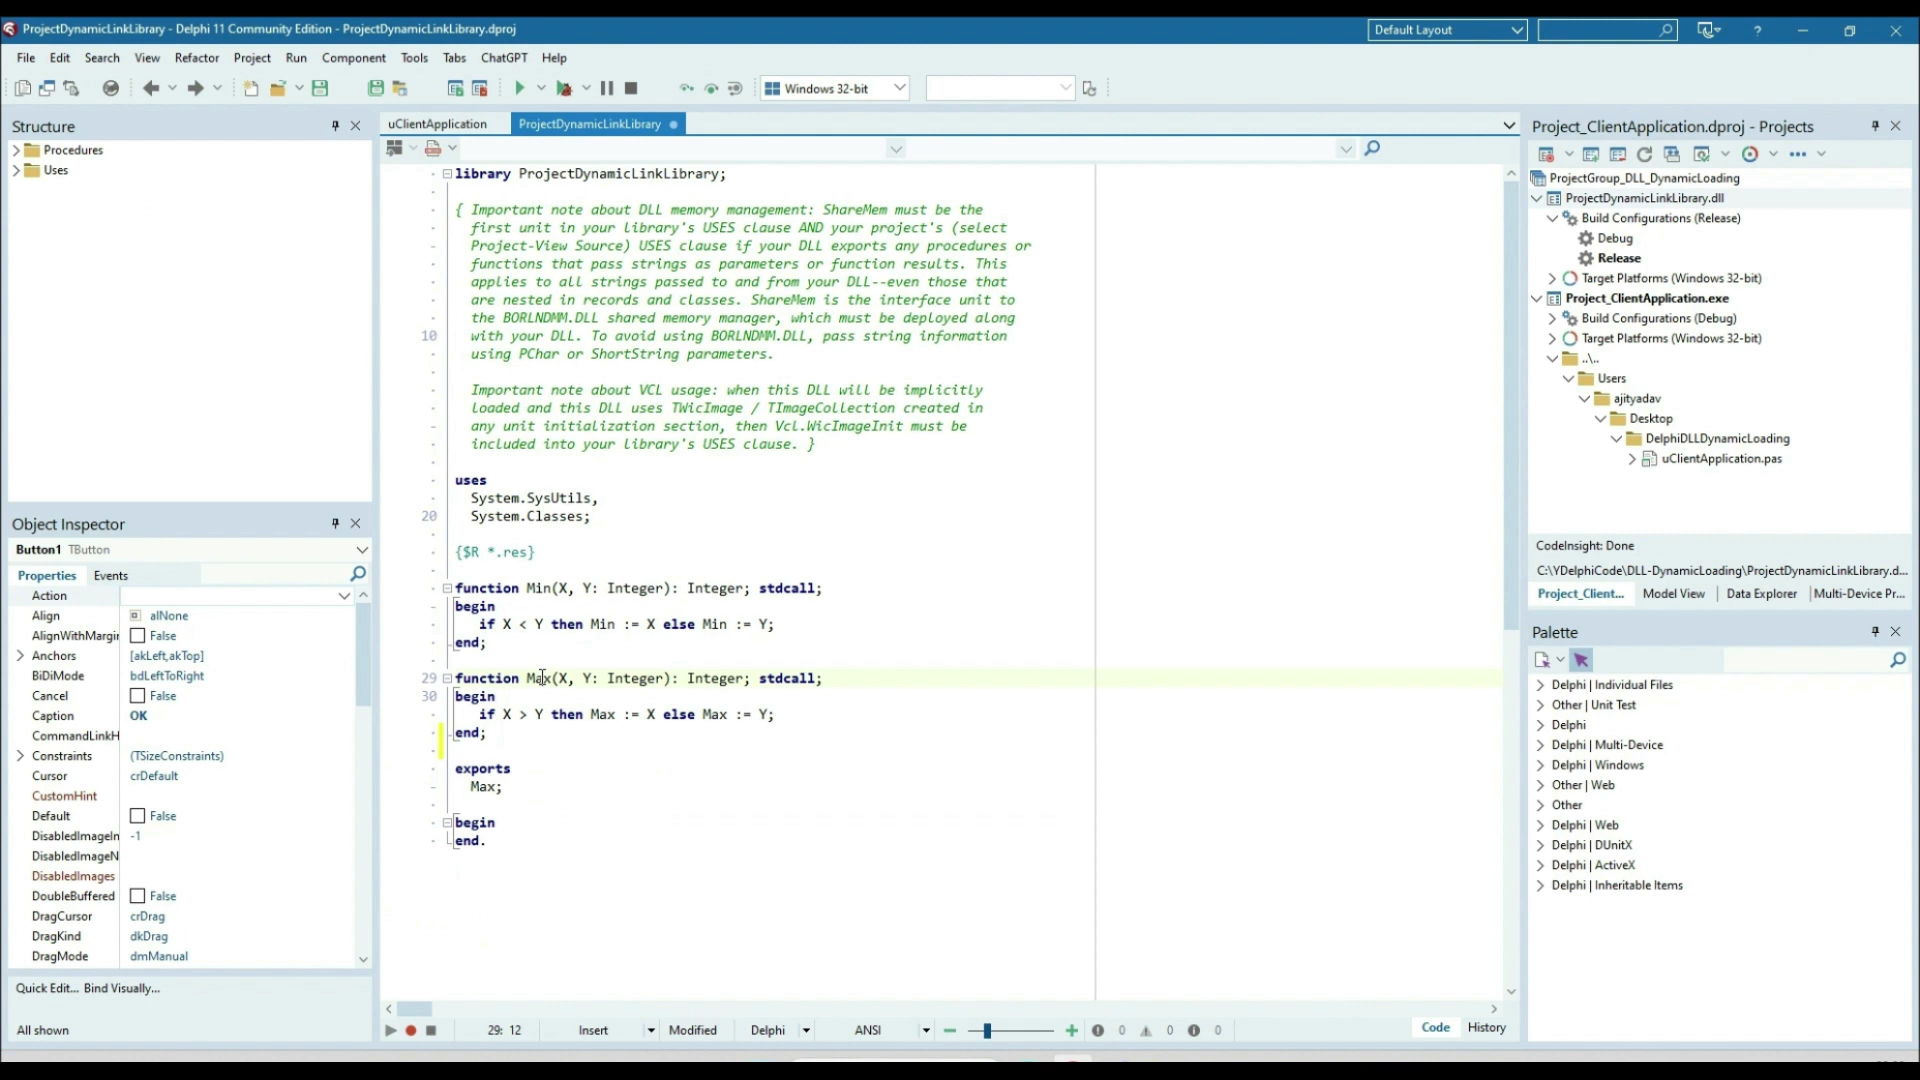 ProjectDynamicLinkLibrary - Delphi 11 Community Edition - ProjectDynamicLinkLibrary.dproj
Default Layout
File Edit Search View Refactor Project Run Component Tools Tabs ChatGPT Help
Windows 32-bit
Structure
Procedures
Uses
Object Inspector
Button1 TButton
Properties Events
Action
Align alNone
AlignWithMargir False
Anchors [akLeft,akTop]
BiDiMode bdLeftToRight
Cancel False
Caption OK
CommandLinkH
Constraints (TSizeConstraints)
Cursor crDefault
CustomHint
Default False
DisabledImageIn -1
DisabledImageN
DisabledImages
DoubleBuffered False
DragCursor crDrag
DragKind dkDrag
DragMode dmManual
Quick Edit... Bind Visually...
All shown
uClientApplication ProjectDynamicLinkLibrary
library ProjectDynamicLinkLibrary;
{ Important note about DLL memory management: ShareMem must be the
first unit in your library's USES clause AND your project's (select
Project-View Source) USES clause if your DLL exports any procedures or
functions that pass strings as parameters or function results. This
applies to all strings passed to and from your DLL--even those that
are nested in records and classes. ShareMem is the interface unit to
the BORLNDMM.DLL shared memory manager, which must be deployed along
10 with your DLL. To avoid using BORLNDMM.DLL, pass string information
using PChar or ShortString parameters.
Important note about VCL usage: when this DLL will be implicitly
loaded and this DLL uses TWicImage / TImageCollection created in
any unit initialization section, then Vcl.WicImageInit must be
included into your library's USES clause. }
uses
System.SysUtils,
20 System.Classes;
{$R *.res}
function Min(X, Y: Integer): Integer; stdcall;
begin
if X < Y then Min := X else Min := Y;
end;
29 function Max(X, Y: Integer): Integer; stdcall;
30 begin
if X > Y then Max := X else Max := Y;
end;
exports
Max;
begin
end.
29: 12 Insert Modified Delphi ANSI 0 0 0 Code History
Project_ClientApplication.dproj - Projects
ProjectGroup_DLL_DynamicLoading
ProjectDynamicLinkLibrary.dll
Build Configurations (Release)
Debug
Release
Target Platforms (Windows 32-bit)
Project_ClientApplication.exe
Build Configurations (Debug)
Target Platforms (Windows 32-bit)
..\..
Users
ajityadav
Desktop
DelphiDLLDynamicLoading
uClientApplication.pas
CodeInsight: Done
C:\YDelphiCode\DLL-DynamicLoading\ProjectDynamicLinkLibrary.d...
Project_Client... Model View Data Explorer Multi-Device Pr...
Palette
Delphi | Individual Files
Other | Unit Test
Delphi
Delphi | Multi-Device
Delphi | Windows
Other | Web
Other
Delphi | Web
Delphi | DUnitX
Delphi | ActiveX
Delphi | Inheritable Items